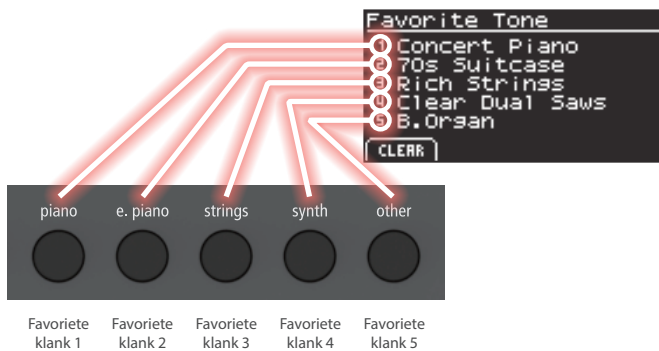 Favorite Tone
1 Concert Piano
2 70s Suitcase
3 Rich Strings
4 Clear Dual Saws
5 B.Organ
CLEAR
piano e. piano strings synth other
Favoriete klank 1
Favoriete klank 2
Favoriete klank 3
Favoriete klank 4
Favoriete klank 5